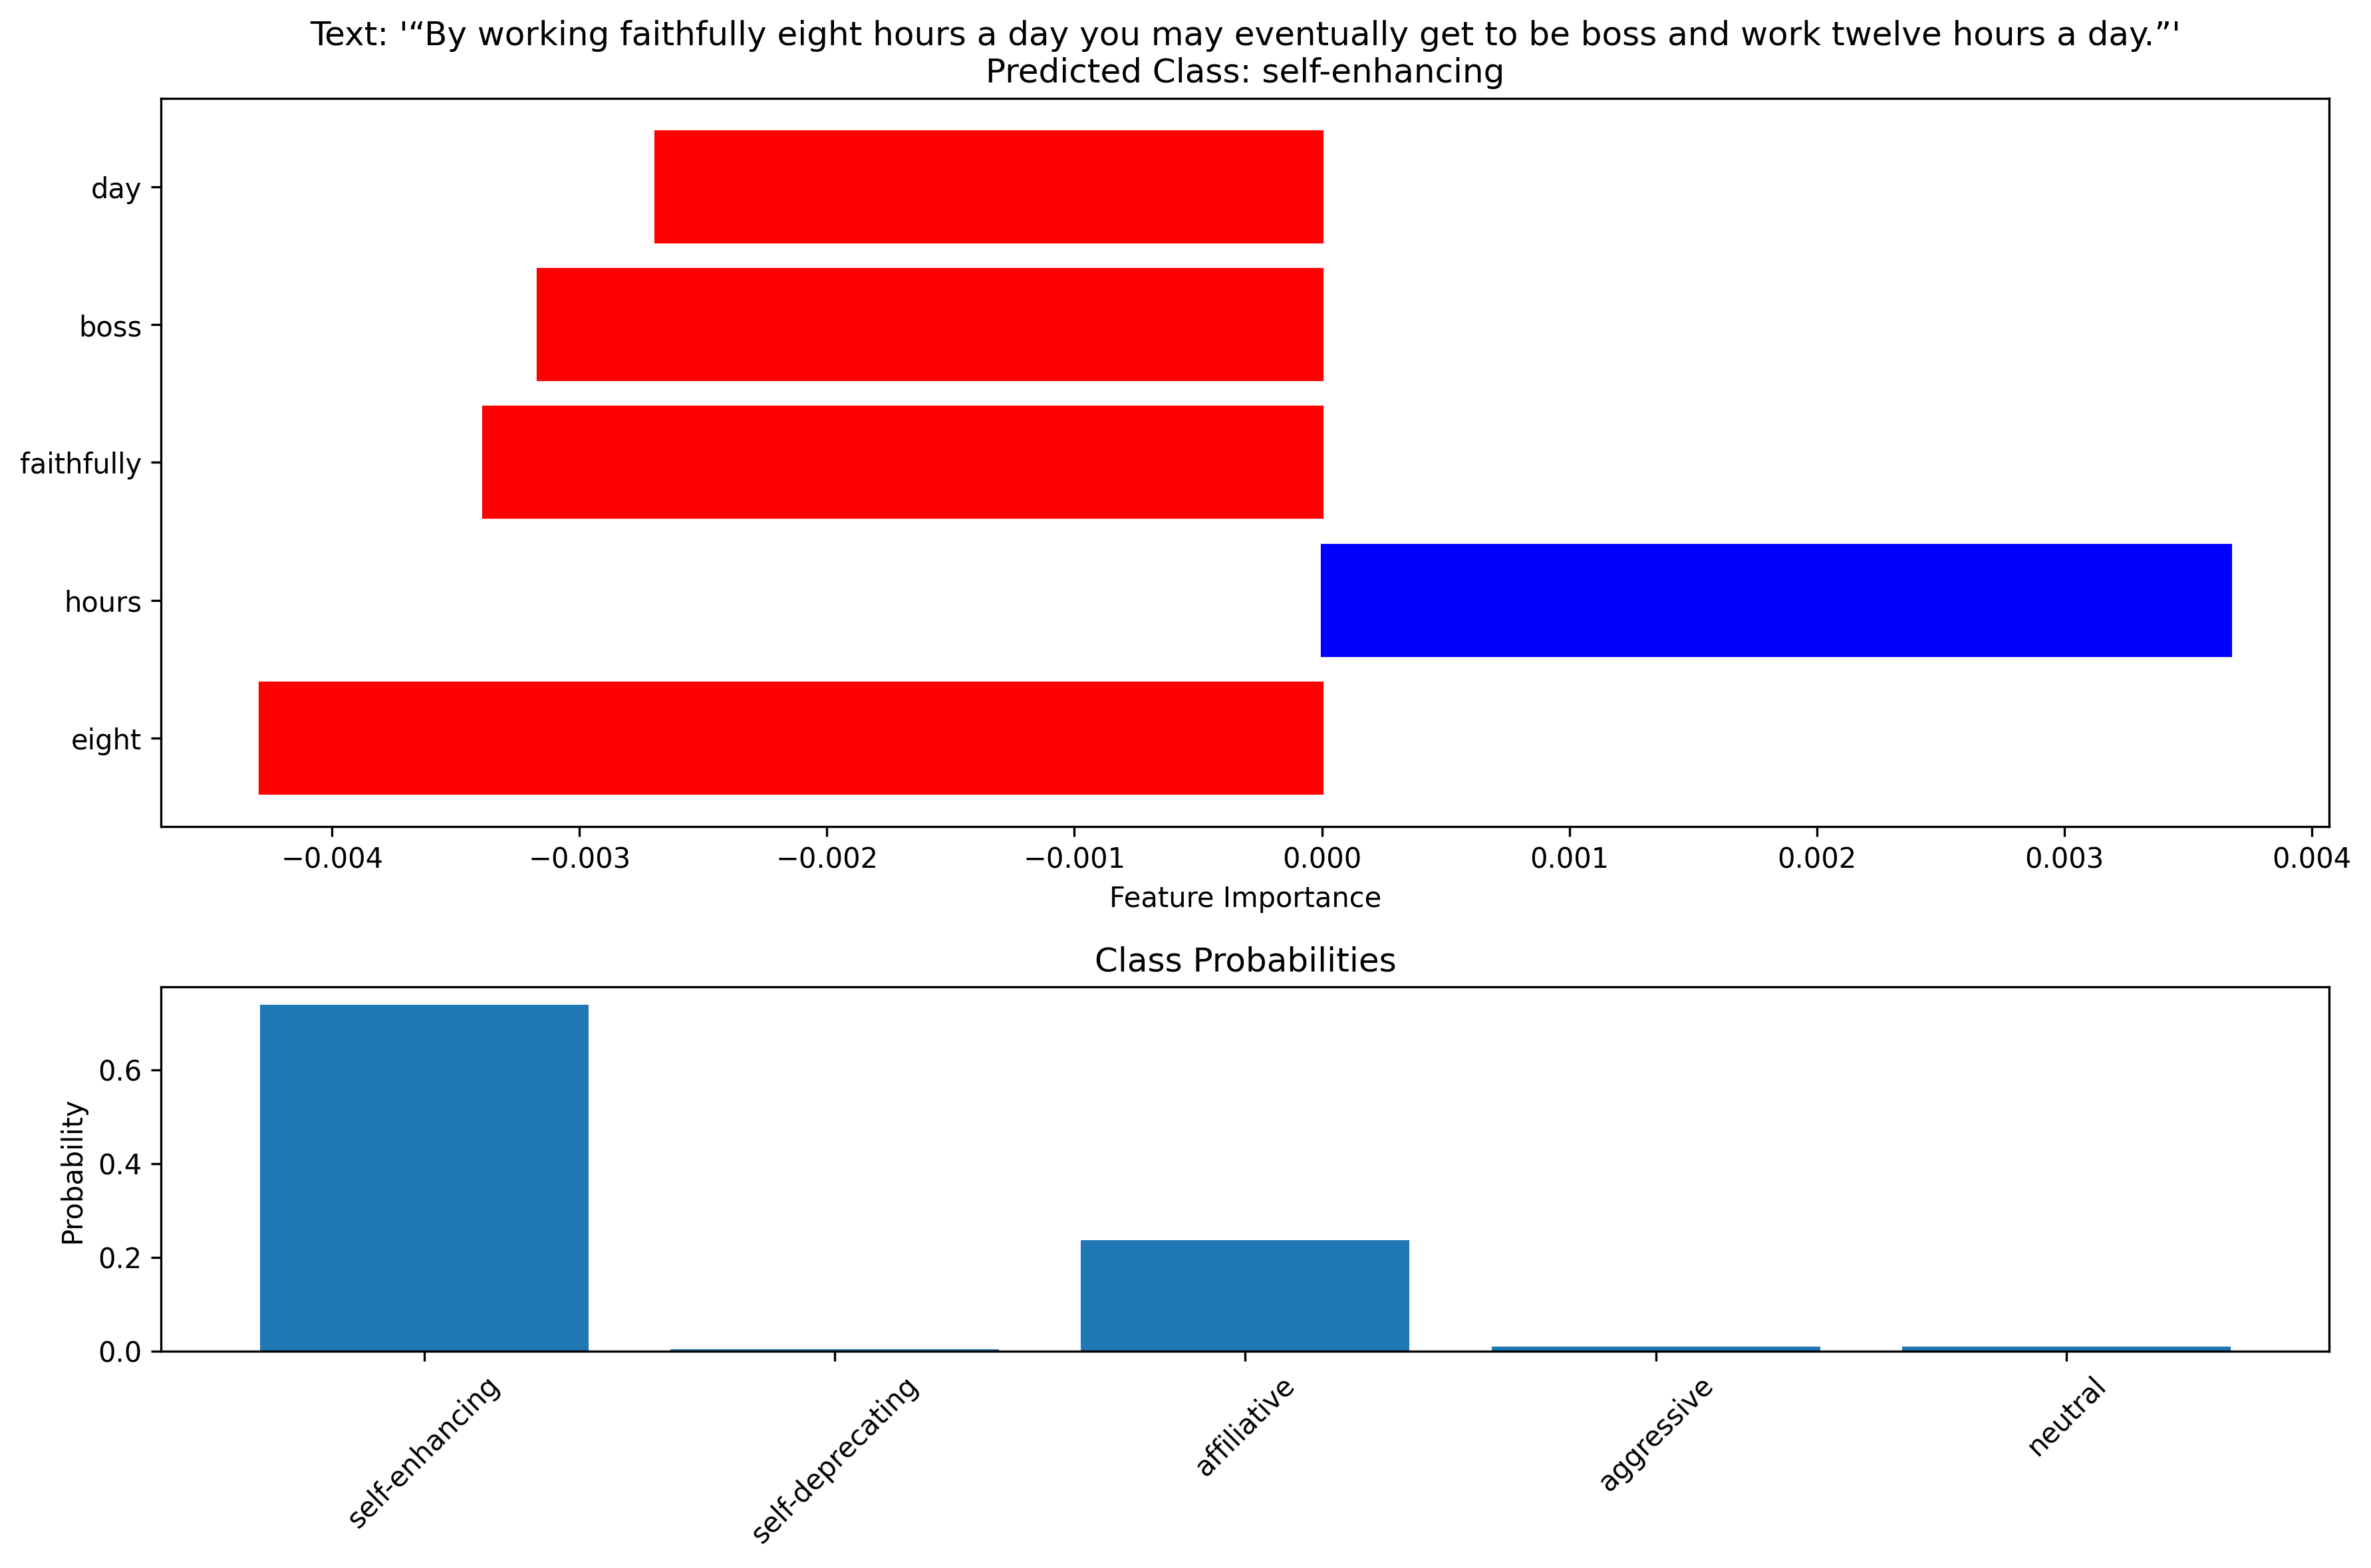 Text: '“By working faithfully eight hours a day you may eventually get to be boss and work twelve hours a day.”'
Predicted Class: self-enhancing
day
boss
faithfully
hours
eight
−0.004 −0.003 −0.002 −0.001 0.000 0.001 0.002 0.003 0.004
Feature Importance
Class Probabilities
Probability
0.6
0.4
0.2
0.0
self-enhancing self-deprecating affiliative aggressive neutral